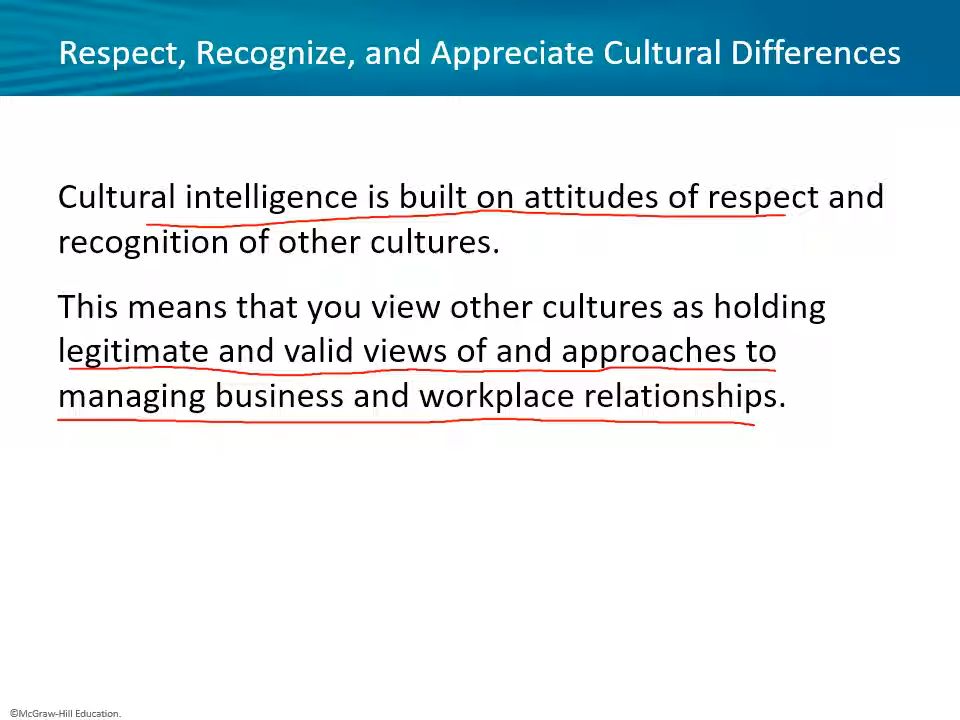 Respect, Recognize, and Appreciate Cultural Differences
Cultural intelligence is built on attitudes of respect and
recognition of other cultures.
This means that you view other cultures as holding
legitimate and valid views of and approaches to
managing business and workplace relationships.
©McGraw-Hill Education.